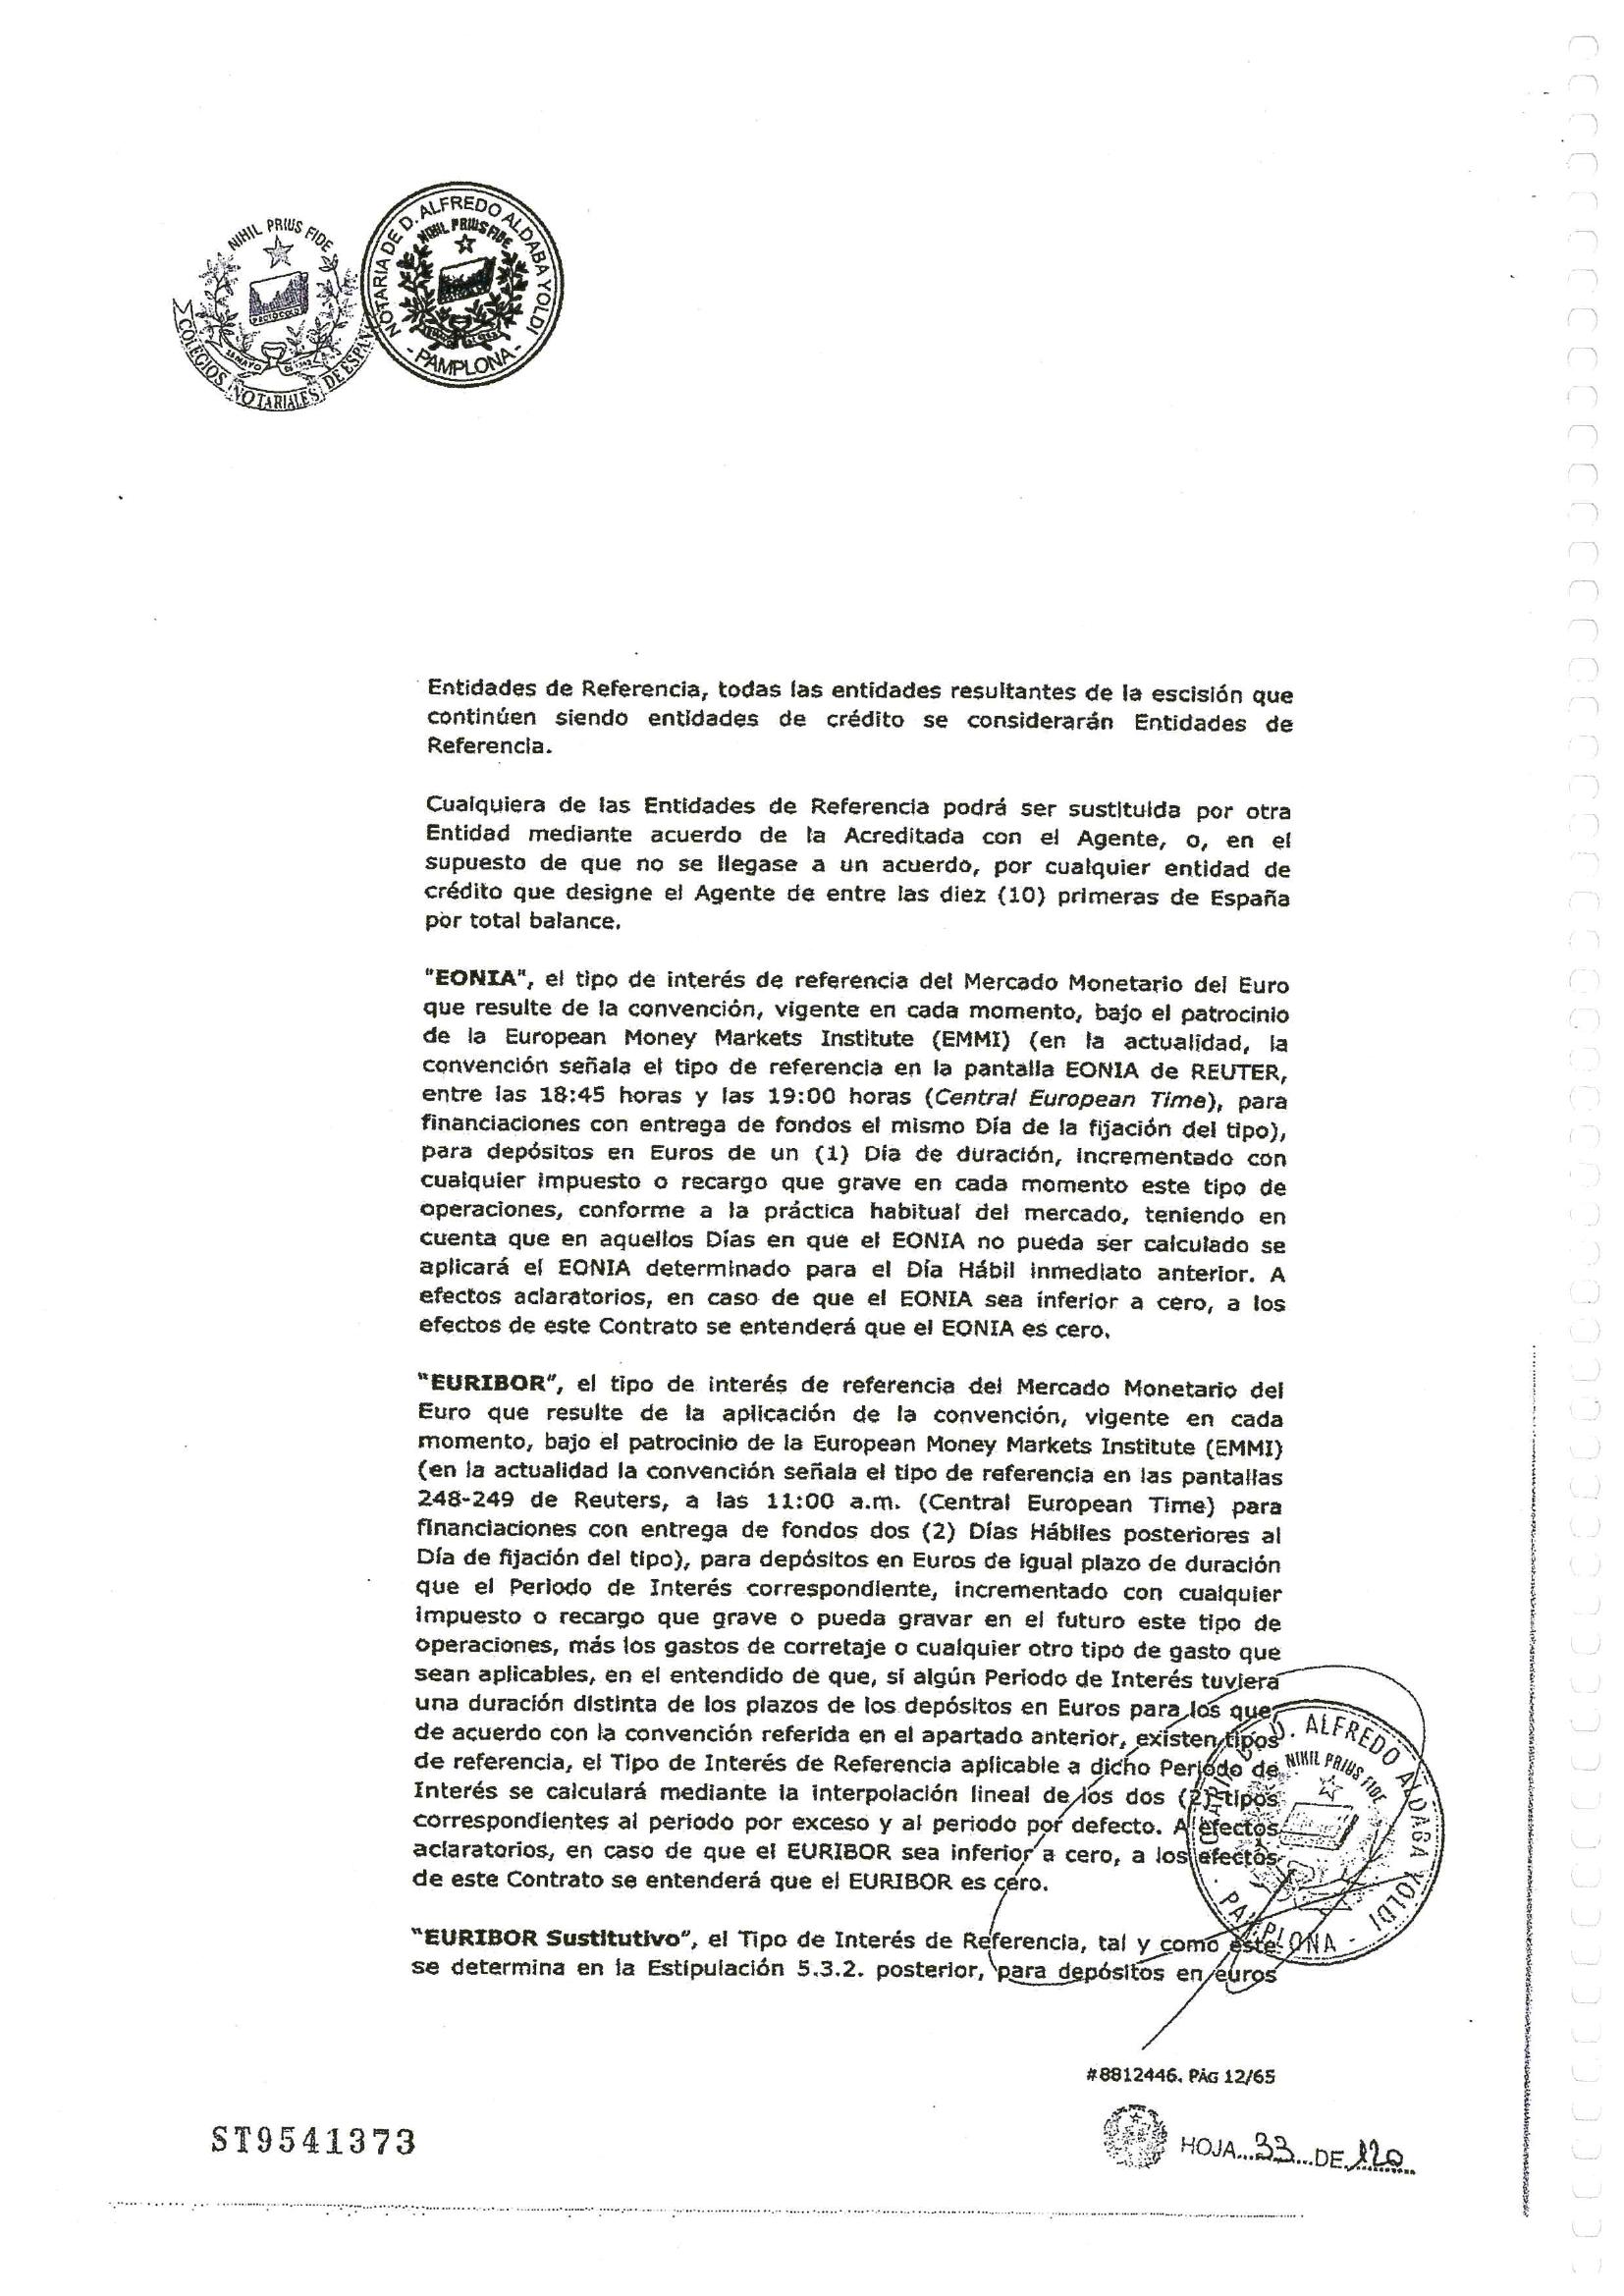 NIHIL PRIUS FIDE
COLEGIOS NOTARIALES DE ESPAÑA
NOTARIA DE D. ALFREDO ALDABA YOLDI
NIHIL PRIUS FIDE
- PAMPLONA -
Entidades de Referencia, todas las entidades resultantes de la escisión que
continúen siendo entidades de crédito se considerarán Entidades de
Referencia.
Cualquiera de las Entidades de Referencia podrá ser sustituida por otra
Entidad mediante acuerdo de la Acreditada con el Agente, o, en el
supuesto de que no se llegase a un acuerdo, por cualquier entidad de
crédito que designe el Agente de entre las diez (10) primeras de España
por total balance.
"EONIA", el tipo de interés de referencia del Mercado Monetario del Euro
que resulte de la convención, vigente en cada momento, bajo el patrocinio
de la European Money Markets Institute (EMMI) (en la actualidad, la
convención señala el tipo de referencia en la pantalla EONIA de REUTER,
entre las 18:45 horas y las 19:00 horas (Central European Time), para
financiaciones con entrega de fondos el mismo Día de la fijación del tipo),
para depósitos en Euros de un (1) Día de duración, incrementado con
cualquier impuesto o recargo que grave en cada momento este tipo de
operaciones, conforme a la práctica habitual del mercado, teniendo en
cuenta que en aquellos Días en que el EONIA no pueda ser calculado se
aplicará el EONIA determinado para el Día Hábil inmediato anterior. A
efectos aclaratorios, en caso de que el EONIA sea inferior a cero, a los
efectos de este Contrato se entenderá que el EONIA es cero.
"EURIBOR", el tipo de interés de referencia del Mercado Monetario del
Euro que resulte de la aplicación de la convención, vigente en cada
momento, bajo el patrocinio de la European Money Markets Institute (EMMI)
(en la actualidad la convención señala el tipo de referencia en las pantallas
248-249 de Reuters, a las 11:00 a.m. (Central European Time) para
financiaciones con entrega de fondos dos (2) Días Hábiles posteriores al
Día de fijación del tipo), para depósitos en Euros de igual plazo de duración
que el Periodo de Interés correspondiente, incrementado con cualquier
impuesto o recargo que grave o pueda gravar en el futuro este tipo de
operaciones, más los gastos de corretaje o cualquier otro tipo de gasto que
sean aplicables, en el entendido de que, si algún Periodo de Interés tuviera
una duración distinta de los plazos de los depósitos en Euros para los que,
de acuerdo con la convención referida en el apartado anterior, existen tipos
de referencia, el Tipo de Interés de Referencia aplicable a dicho Periodo de
Interés se calculará mediante la interpolación lineal de los dos (2) tipos
correspondientes al periodo por exceso y al periodo por defecto. A efectos
aclaratorios, en caso de que el EURIBOR sea inferior a cero, a los efectos
de este Contrato se entenderá que el EURIBOR es cero.
"EURIBOR Sustitutivo", el Tipo de Interés de Referencia, tal y como este
se determina en la Estipulación 5.3.2. posterior, para depósitos en euros
D. ALFREDO ALDABA YOLDI
NIHIL PRIUS FIDE
PAMPLONA -
#8812446. PÁG 12/65
ST9541373
HOJA...33...DE 120